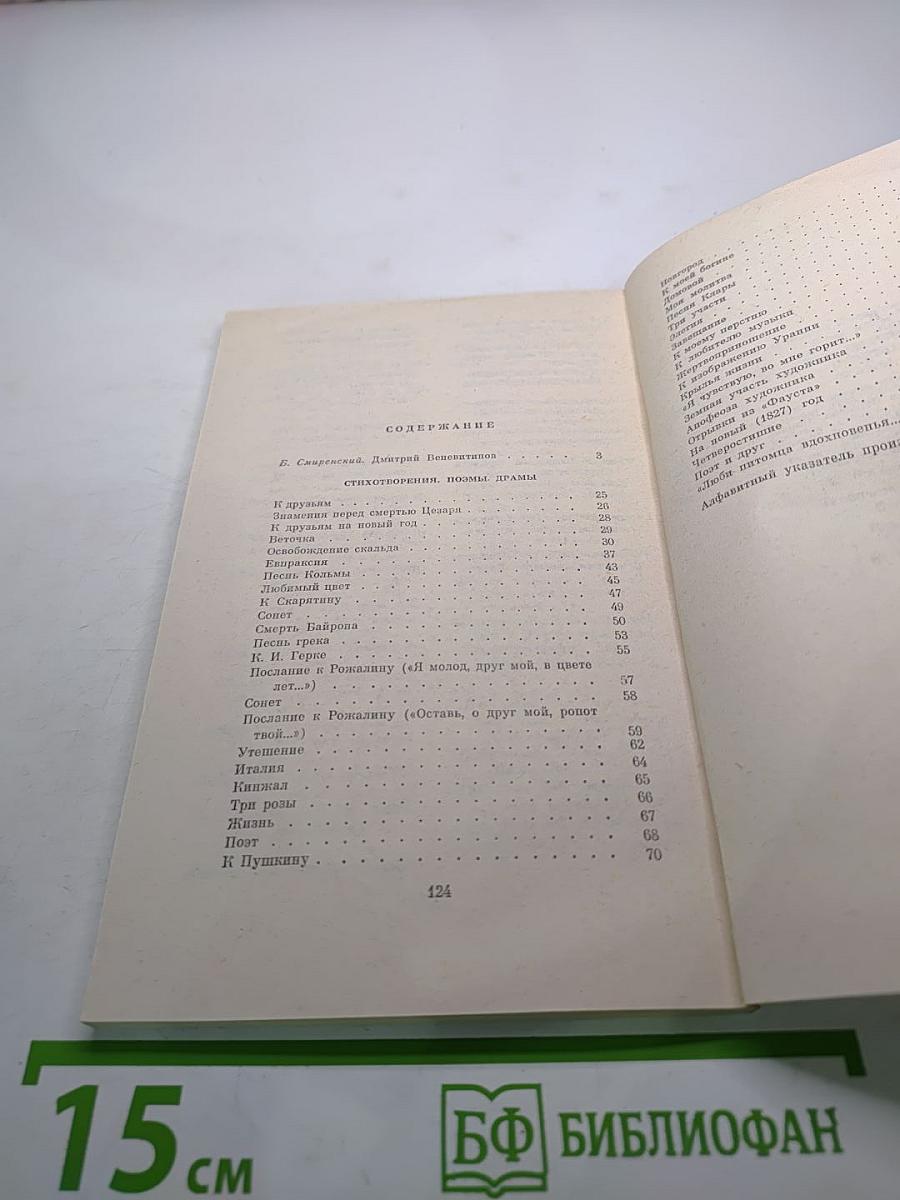 СОДЕРЖАНИЕ
Б. Смиренский. Дмитрий Веневитинов . . . . . 3
СТИХОТВОРЕНИЯ. ПОЭМЫ. ДРАМЫ
К друзьям . . . . . 25
Знамения перед смертью Цезаря . . . . . 26
К друзьям на новый год . . . . . 28
Веточка . . . . . 29
Освобождение скальда . . . . . 30
Евпраксия . . . . . 37
Песнь Кольмы . . . . . 43
Любимый цвет . . . . . 45
К Скарятину . . . . . 47
Сонет . . . . . 49
Смерть Байрона . . . . . 50
Песнь грека . . . . . 53
К. И. Герке . . . . . 55
Послание к Рожалину («Я молод, друг мой, в цвете
лет...») . . . . . 57
Сонет . . . . . 58
Послание к Рожалину («Оставь, о друг мой, ропот
твой...») . . . . . 59
Утешение . . . . . 62
Италия . . . . . 64
Кинжал . . . . . 65
Три розы . . . . . 66
Жизнь . . . . . 67
Поэт . . . . . 68
К Пушкину . . . . . 70
124
Новгород
К моей богине
Домовой
Моя молитва
Песнь Клары
Три участи
Элегия
Завещание
К моему перстню
К любителю музыки
Жертвоприношение
К изображению Урании
Крылья жизни
«Я чувствую, во мне горит...»
Земная участь художника
Апофеоза художника
Отрывки из «Фауста»
На новый (1827) год
Четверостишие
Поэт и друг
«Люби питомца вдохновенья...
Алфавитный указатель произ
15 см
БФ БИБЛИОФАН